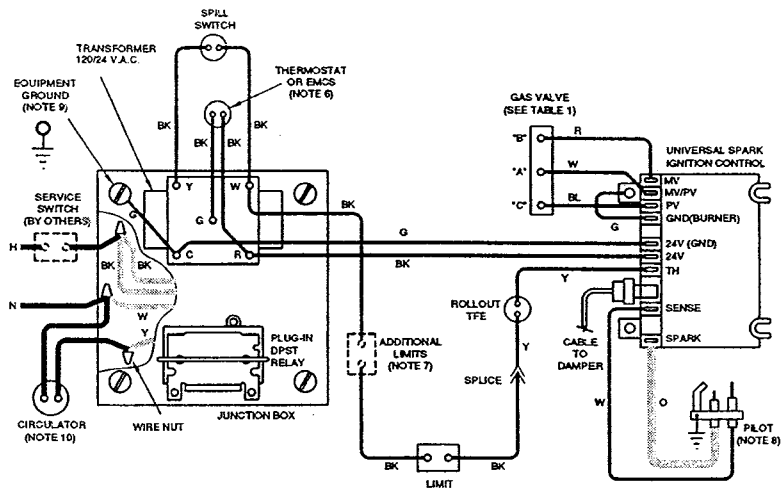 SPILL
SWITCH
TRANSFORMER
120/24 V.A.C.
THERMOSTAT
OR EMCS
(NOTE 6)
EQUIPMENT
GROUND
(NOTE 9)
GAS VALVE
(SEE TABLE 1)
BK
BK
BK
BK
"B"
R
UNIVERSAL SPARK
IGNITION CONTROL
"A"
W
"C"
BL
MV
MV/PV
PV
GND(BURNER)
G
Y
W
BK
SERVICE
SWITCH
(BY OTHERS)
G
G
G
24V (GND)
H
C
R
BK
24V
BK
BK
Y
TH
N
W
ROLLOUT
TFE
SENSE
Y
PLUG-IN
DPST
RELAY
ADDITIONAL
LIMITS
(NOTE 7)
Y
CABLE
TO
DAMPER
SPARK
SPLICE
W
CIRCULATOR
(NOTE 10)
WIRE NUT
JUNCTION BOX
PILOT
(NOTE 8)
BK
BK
LIMIT